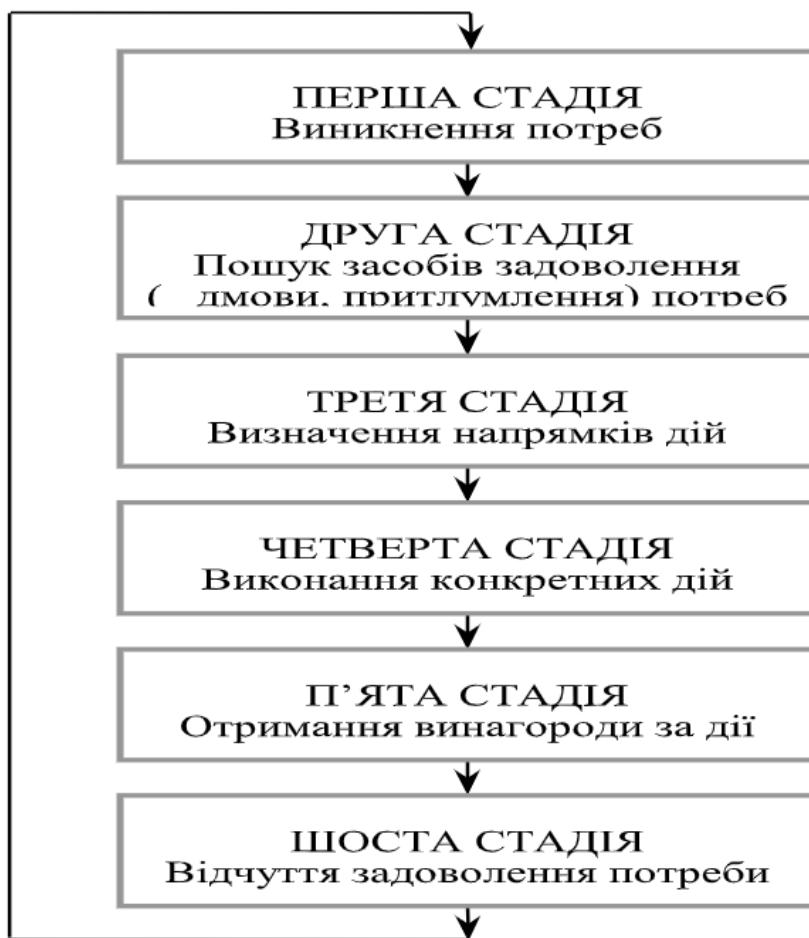 ПЕРША СТАДІЯ
Виникнення потреб
ДРУГА СТАДІЯ
Пошук засобів задоволення
( дмови, притлумлення) потреб
ТРЕТЯ СТАДІЯ
Визначення напрямків дій
ЧЕТВЕРТА СТАДІЯ
Виконання конкретних дій
П’ЯТА СТАДІЯ
Отримання винагороди за дії
ШОСТА СТАДІЯ
Відчуття задоволення потреби